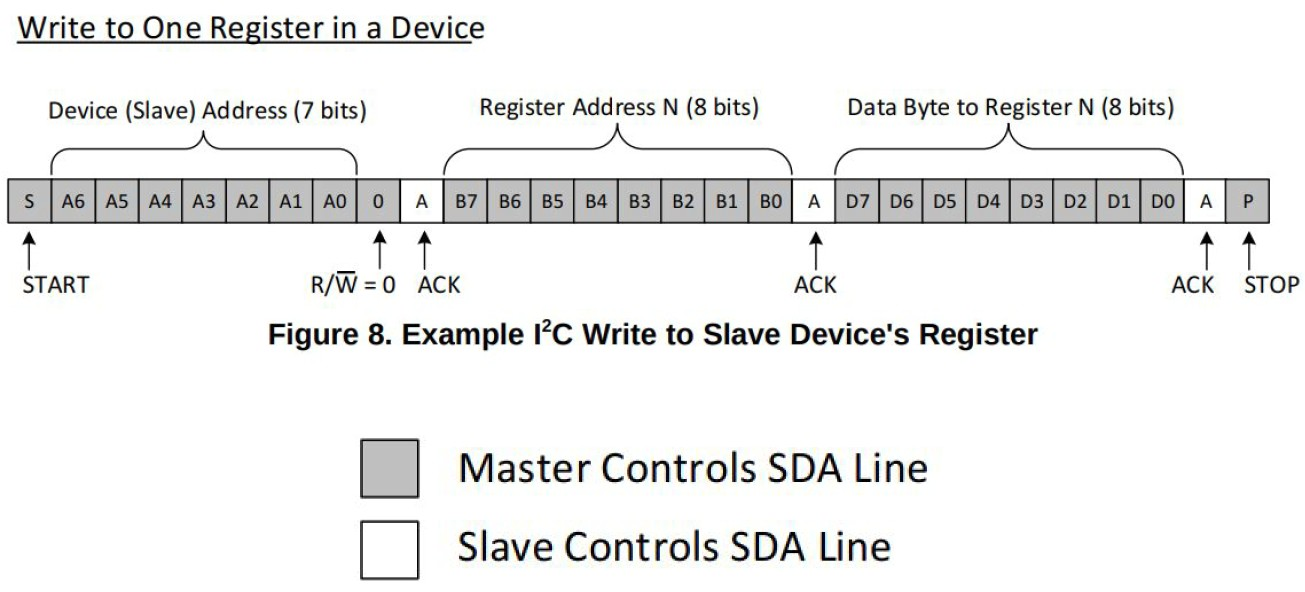 Write to One Register in a Device
Device (Slave) Address (7 bits) Register Address N (8 bits) Data Byte to Register N (8 bits)
S A6 A5 A4 A3 A2 A1 A0 0 A B7 B6 B5 B4 B3 B2 B1 B0 A D7 D6 D5 D4 D3 D2 D1 D0 A P
START R/W̅ = 0 ACK ACK ACK STOP
Figure 8. Example I²C Write to Slave Device's Register
Master Controls SDA Line
Slave Controls SDA Line